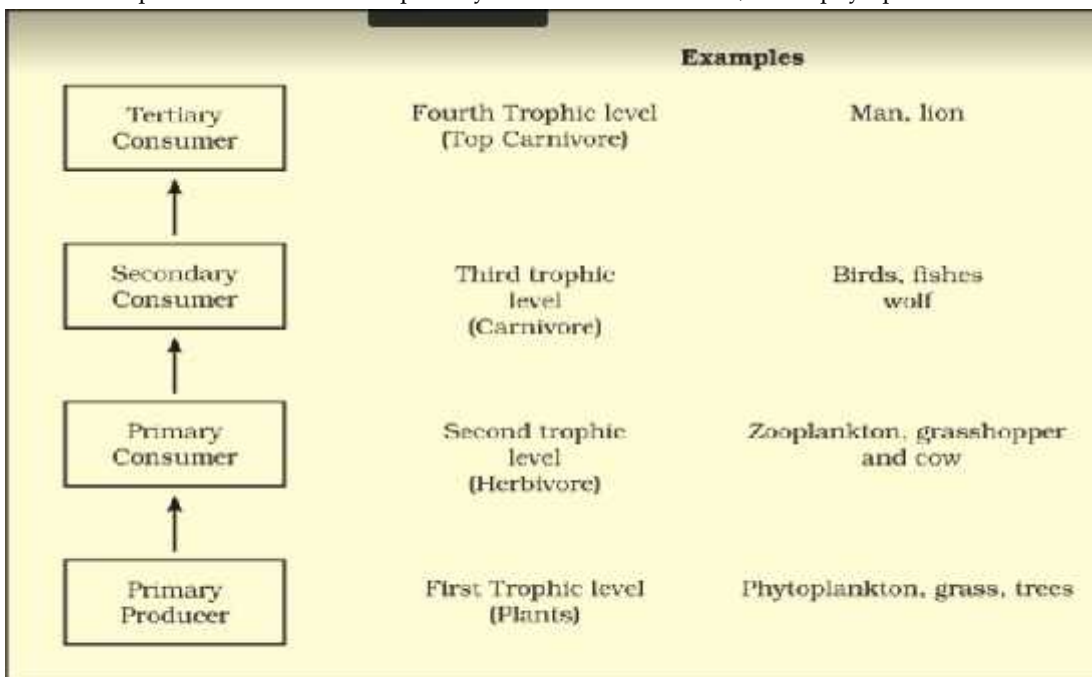 Examples
Tertiary
Consumer
Fourth Trophic level
(Top Carnivore)
Man, lion
Secondary
Consumer
Third trophic
level
(Carnivore)
Birds, fishes
wolf
Primary
Consumer
Second trophic
level
(Herbivore)
Zooplankton, grasshopper
and cow
Primary
Producer
First Trophic level
(Plants)
Phytoplankton, grass, trees